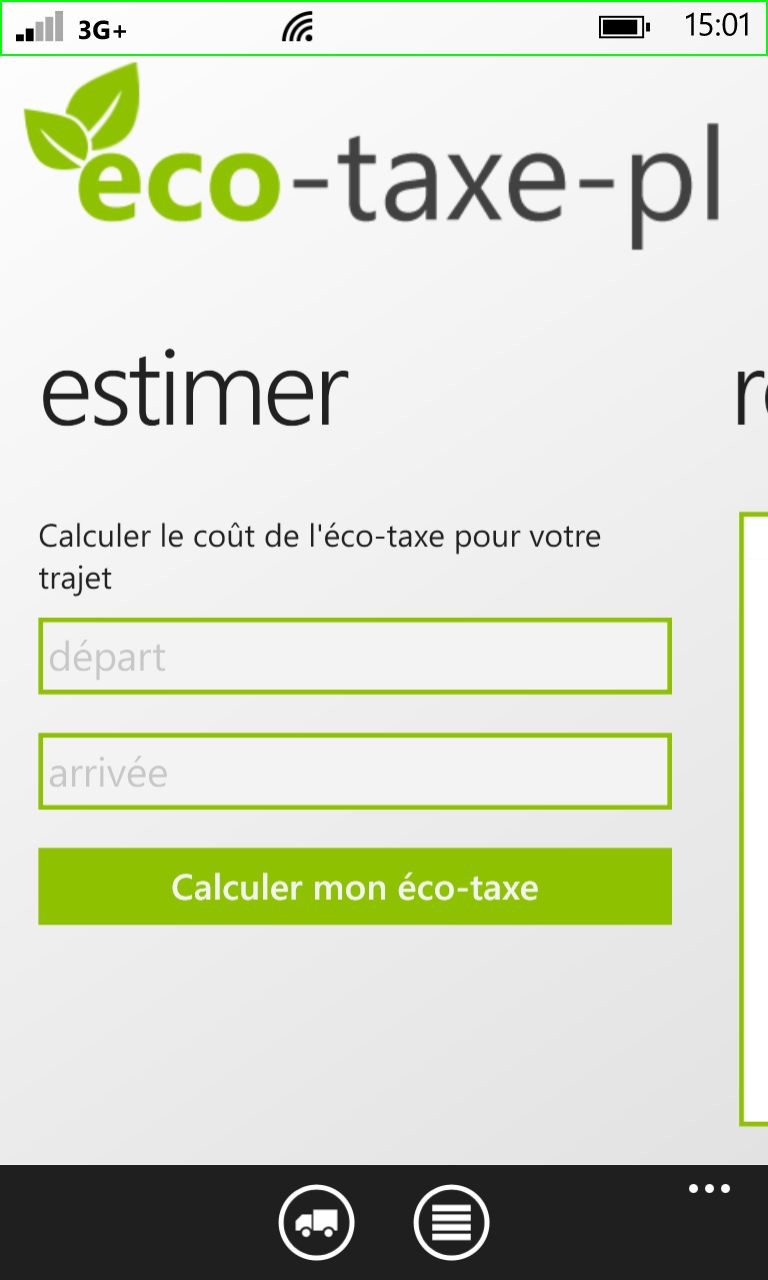 3G+ 15:01
eco-taxe-pl
estimer
Calculer le coût de l'éco-taxe pour votre
trajet
départ
arrivée
Calculer mon éco-taxe